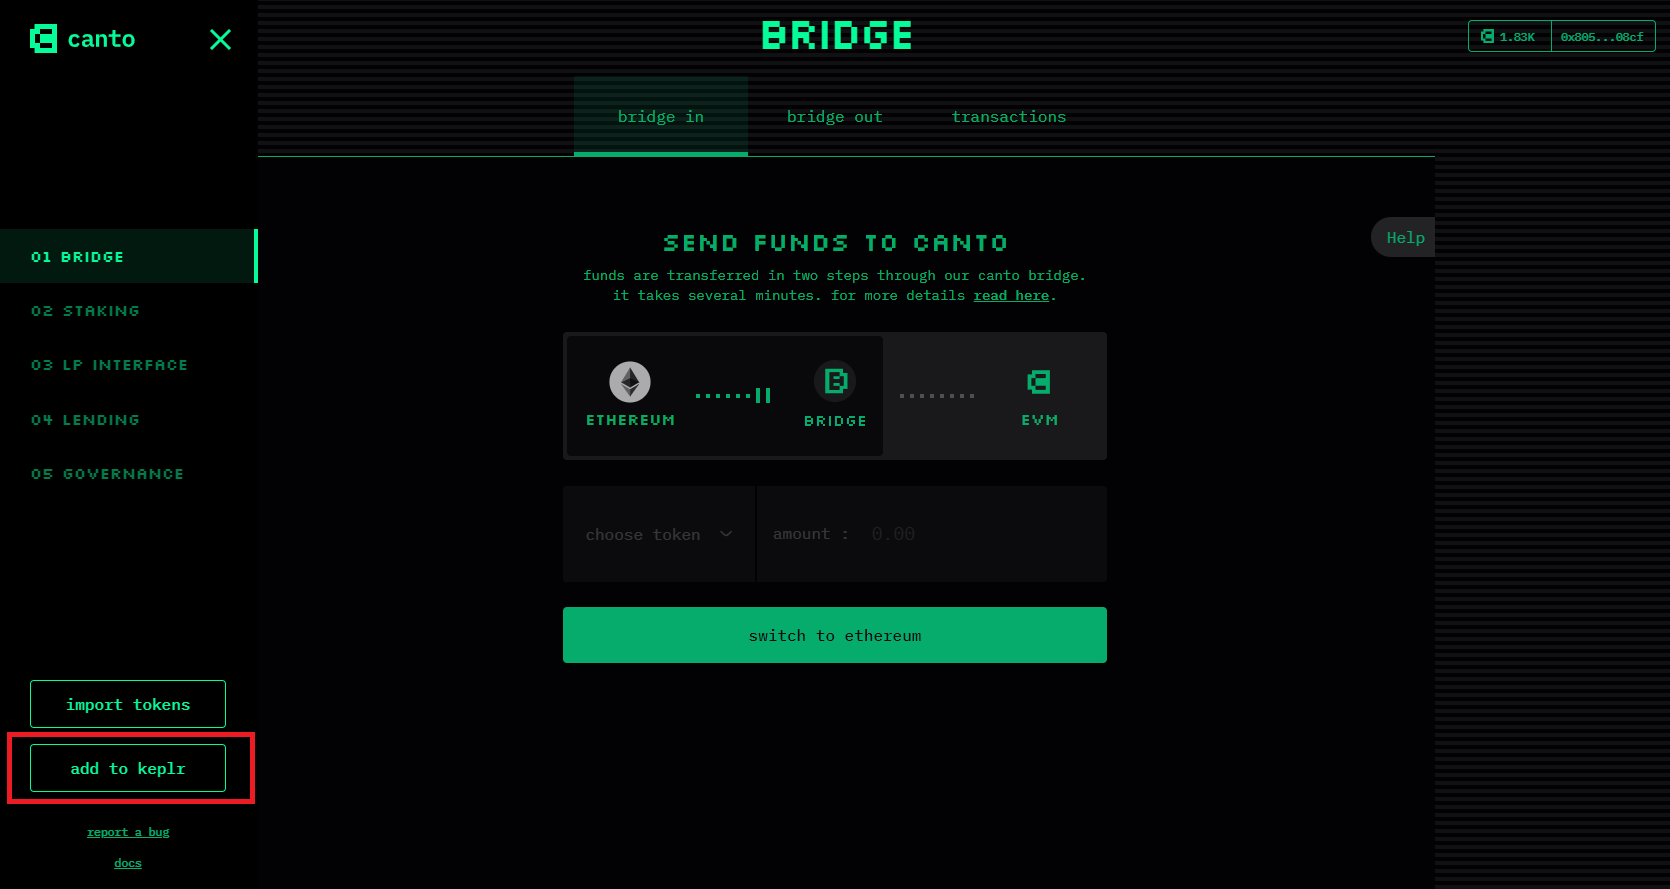 canto
BRIDGE
1.83K
0x805...08cf
bridge in
bridge out
transactions
01 BRIDGE
02 STAKING
03 LP INTERFACE
04 LENDING
05 GOVERNANCE
import tokens
add to keplr
report a bug
docs
SEND FUNDS TO CANTO
funds are transferred in two steps through our canto bridge.
it takes several minutes. for more details read here.
Help
ETHEREUM
BRIDGE
EVM
choose token
amount : 0.00
switch to ethereum